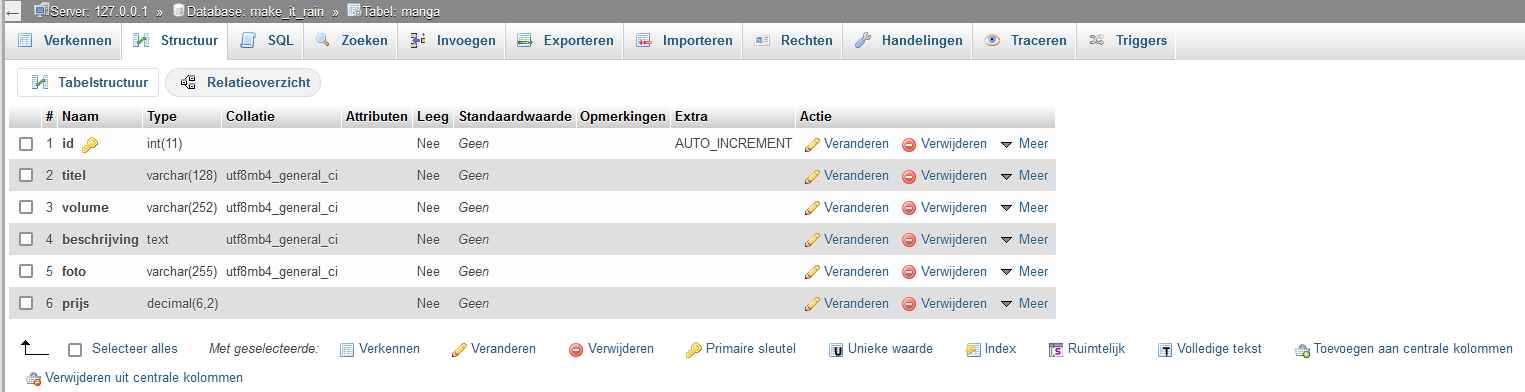 Server: 127.0.0.1 » Database: make_it_rain » Tabel: manga
Verkennen Structuur SQL Zoeken Invoegen Exporteren Importeren Rechten Handelingen Traceren Triggers
Tabelstructuur Relatieoverzicht
# Naam Type Collatie Attributen Leeg Standaardwaarde Opmerkingen Extra Actie
1 id int(11) Nee Geen AUTO_INCREMENT Veranderen Verwijderen Meer
2 titel varchar(128) utf8mb4_general_ci Nee Geen Veranderen Verwijderen Meer
3 volume varchar(252) utf8mb4_general_ci Nee Geen Veranderen Verwijderen Meer
4 beschrijving text utf8mb4_general_ci Nee Geen Veranderen Verwijderen Meer
5 foto varchar(255) utf8mb4_general_ci Nee Geen Veranderen Verwijderen Meer
6 prijs decimal(6,2) Nee Geen Veranderen Verwijderen Meer
Selecteer alles Met geselecteerde: Verkennen Veranderen Verwijderen Primaire sleutel Unieke waarde Index Ruimtelijk Volledige tekst Toevoegen aan centrale kolommen
Verwijderen uit centrale kolommen